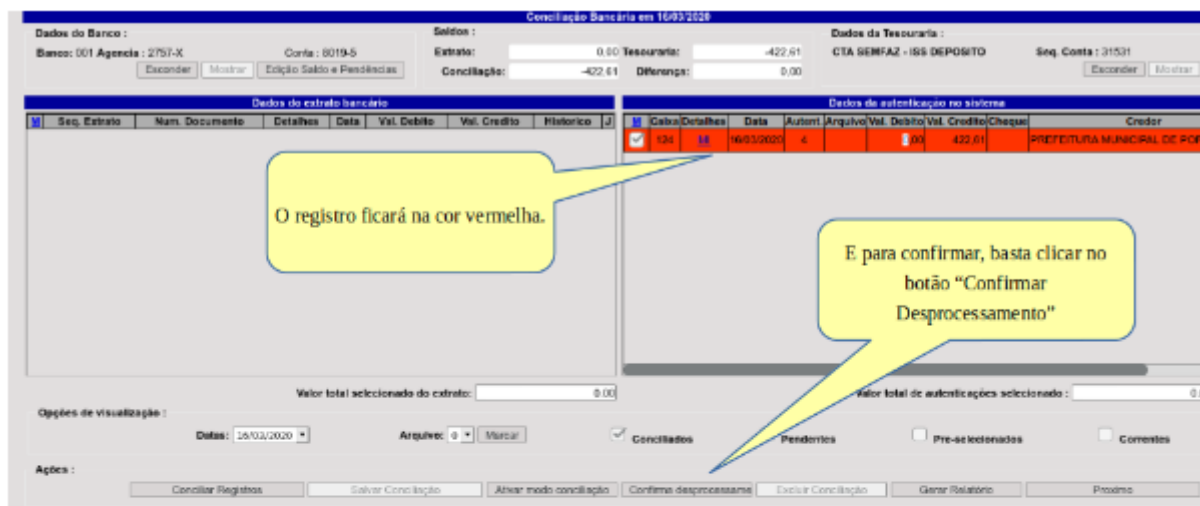 Conciliação Bancária em 16/03/2020
Dados do Banco :
Saldos :
Dados da Tesouraria :
Banco: 001 Agencia : 2757-X Conta : 8019-5
Extrato: 0,00 Tesouraria: -422,61
CTA SEMFAZ - ISS DEPOSITO Seq. Conta : 31531
Esconder Mostrar Edição Saldo e Pendências
Conciliação: -422,61 Diferença: 0,00
Esconder Mostrar
Dados do extrato bancário
Dados da autenticação no sistema
M Seq. Extrato Num. Documento Detalhes Data Val. Debito Val. Credito Historico J
M Caixa Detalhes Data Autent. Arquivo Val. Debito Val. Credito Cheque Credor
124 M 16/03/2020 4 0,00 422,61 PREFEITURA MUNICIPAL DE POR
O registro ficará na cor vermelha.
E para confirmar, basta clicar no
botão “Confirmar
Desprocessamento”
Valor total selecionado do extrato: 0.00
Valor total de autenticações selecionado :
Opções de visualização :
Datas: 16/03/2020 Arquivo: 0 Marcar Conciliados Pendentes Pre-selecionados Correntes
Ações :
Conciliar Registros Salvar Conciliação Ativar modo conciliação Confirma desprocessame Excluir Conciliação Gerar Relatório Proximo